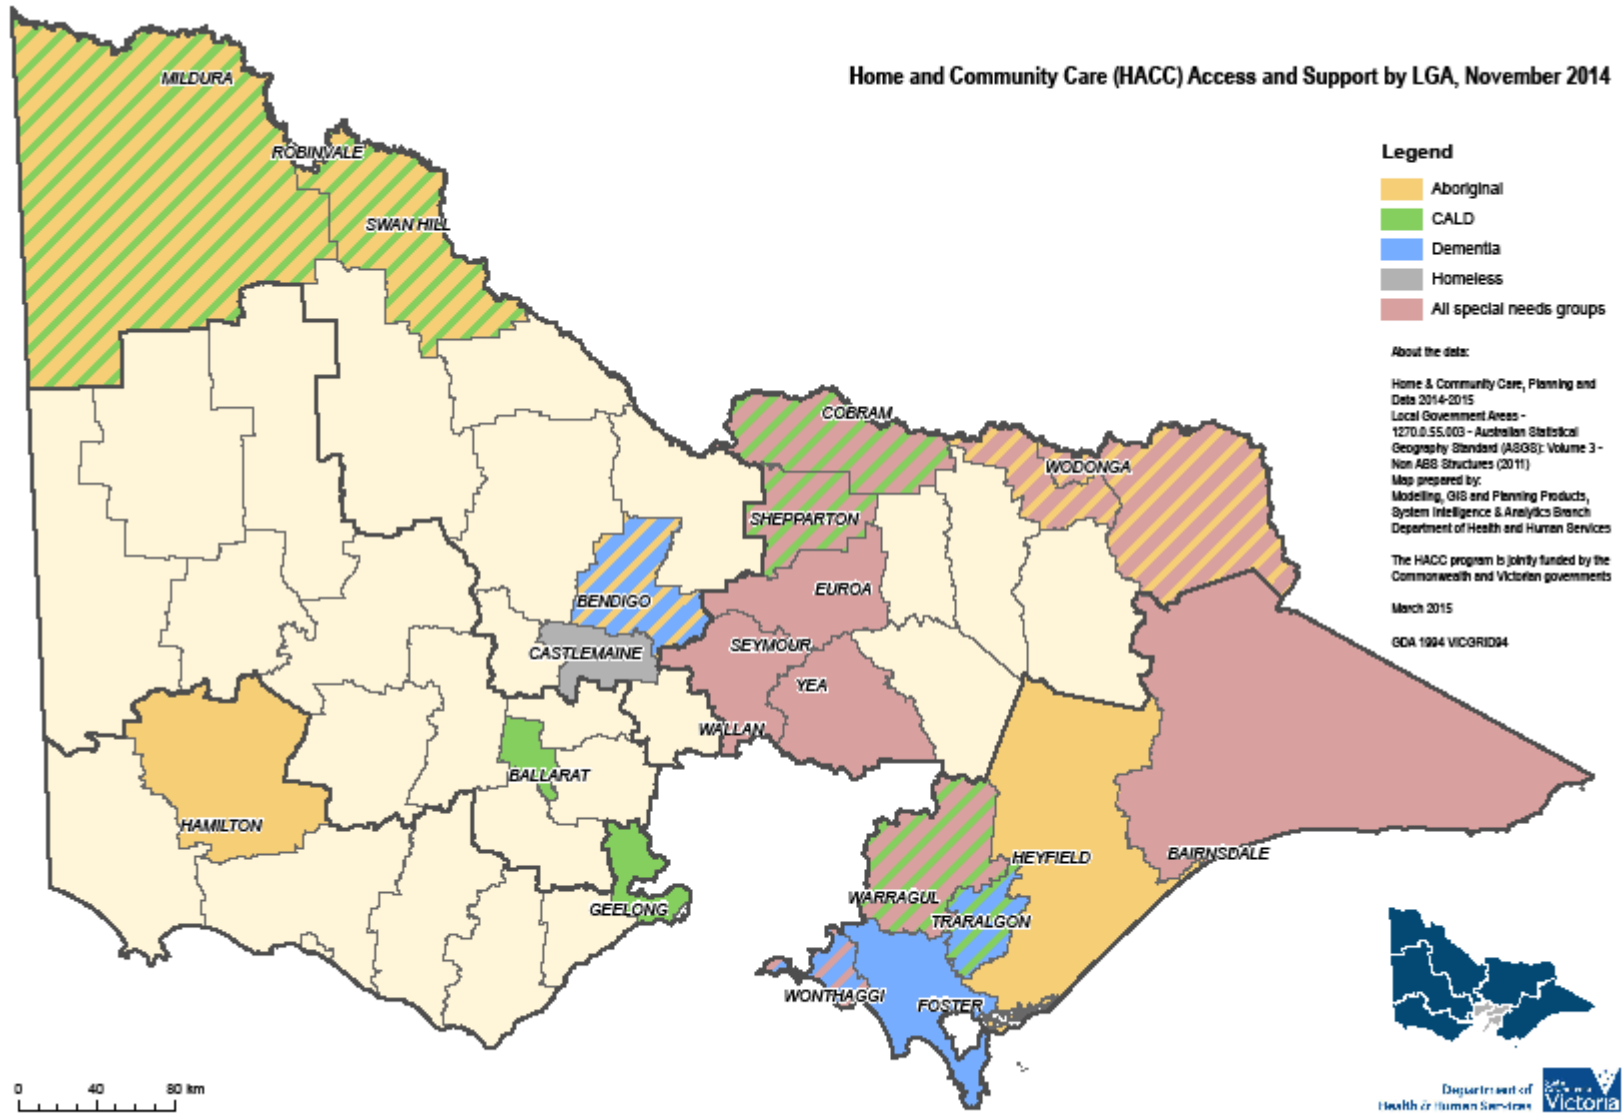 Home and Community Care (HACC) Access and Support by LGA, November 2014
MILDURA
ROBINVALE
SWAN HILL
COBRAM
WODONGA
SHEPPARTON
EUROA
BENDIGO
SEYMOUR
CASTLEMAINE
YEA
WALLAN
BALLARAT
HAMILTON
HEYFIELD
BAIRNSDALE
WARRAGUL
GEELONG
TRARALGON
WONTHAGGI
FOSTER
Legend
Aboriginal
CALD
Dementia
Homeless
All special needs groups
About the data:
Home & Community Care, Planning and
Data 2014-2015
Local Government Areas -
1270.0.55.003 - Australian Statistical
Geography Standard (ASGS): Volume 3 -
Non ABS Structures (2011)
Map prepared by:
Modelling, GIS and Planning Products,
System Intelligence & Analytics Branch
Department of Health and Human Services
The HACC program is jointly funded by the
Commonwealth and Victorian governments
March 2015
GDA 1994 VICGRID94
0 40 80 km
Department of
Health & Human Services
Victoria